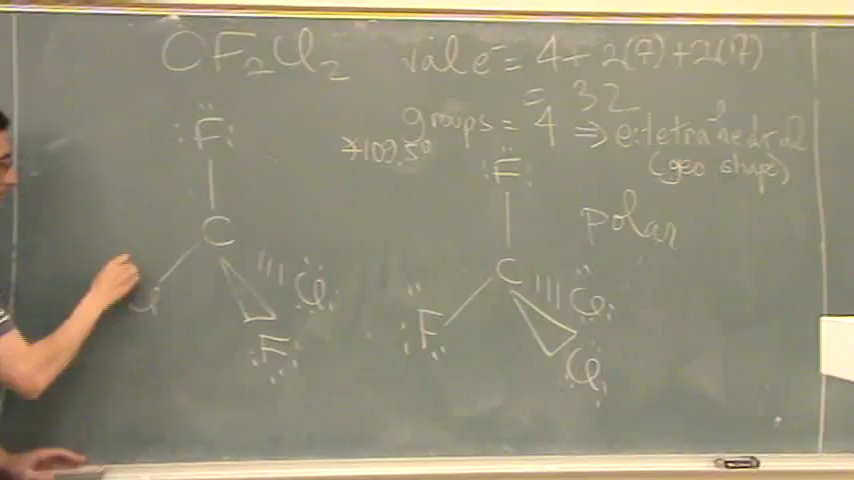 CF₂Cl₂ val e⁻ = 4 + 2(7) + 2(7)
= 32
groups = 4 ⇒ e: tetrahedral
∡109.5° (geo shape)
polar
:F:
C
Cl
Cl
F
:F:
C
Cl
F
Cl